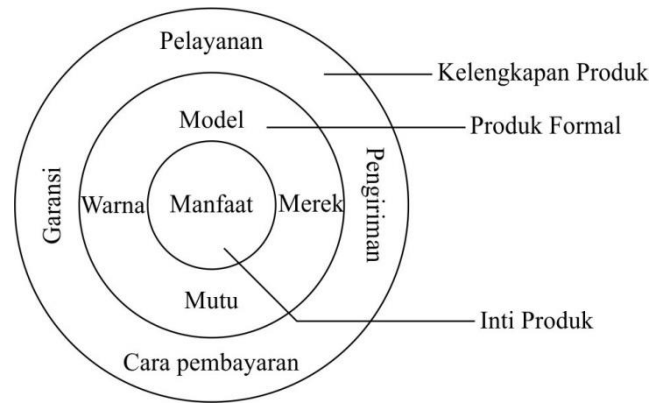 Pelayanan
Kelengkapan Produk
Model
Produk Formal
Garansi
Warna
Manfaat
Merek
Pengiriman
Mutu
Inti Produk
Cara pembayaran